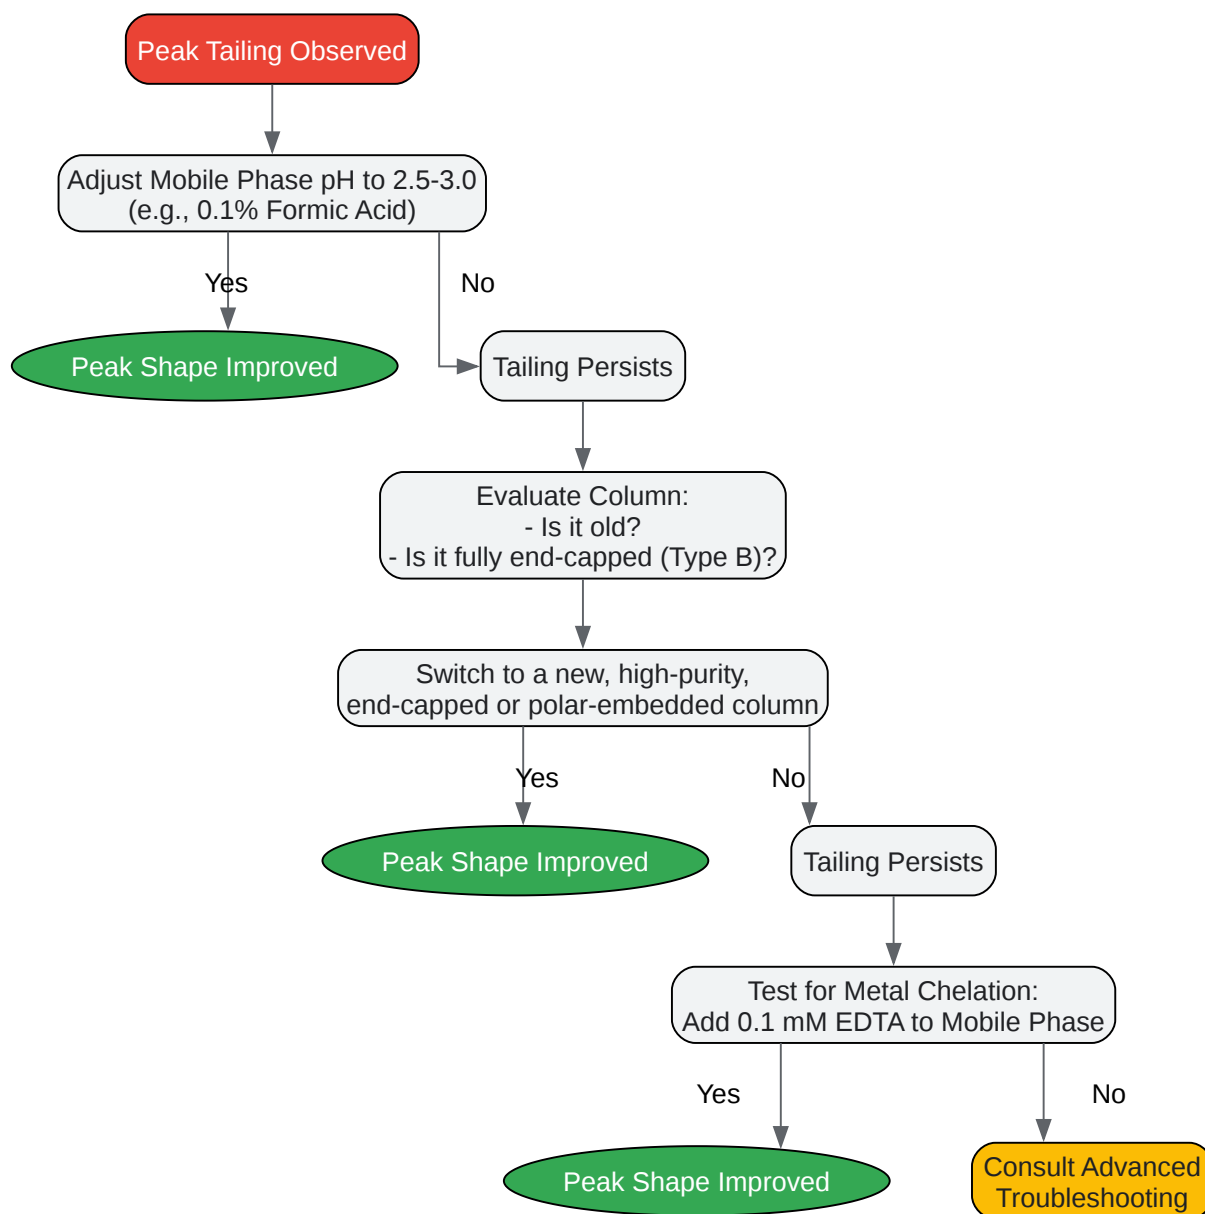 Peak Tailing Observed
Adjust Mobile Phase pH to 2.5-3.0
(e.g., 0.1% Formic Acid)
Yes
No
Peak Shape Improved
Tailing Persists
Evaluate Column:
- Is it old?
- Is it fully end-capped (Type B)?
Switch to a new, high-purity,
end-capped or polar-embedded column
Yes
No
Peak Shape Improved
Tailing Persists
Test for Metal Chelation:
Add 0.1 mM EDTA to Mobile Phase
Yes
No
Peak Shape Improved
Consult Advanced
Troubleshooting